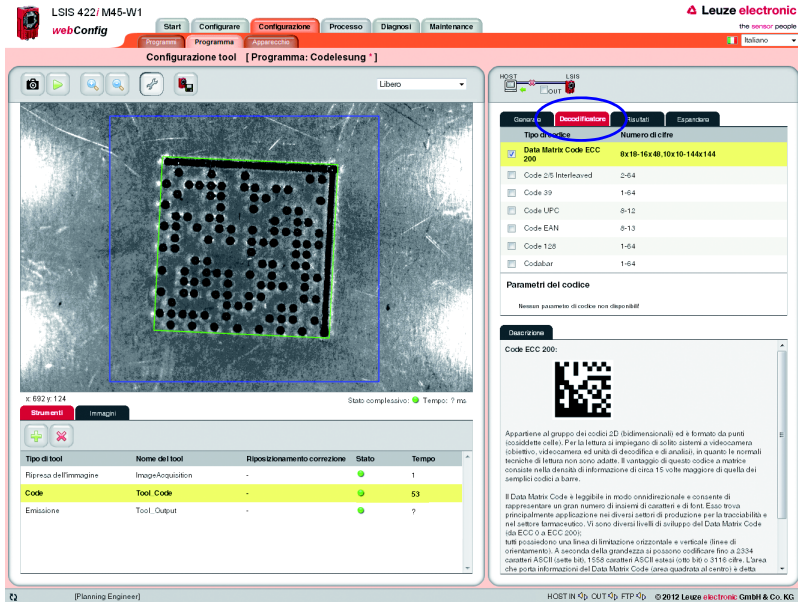 LSIS 422i M45-W1
webConfig
Leuze electronic
the sensor people
Start Configurare Configurazione Processo Diagnosi Maintenance
Programmi Programma Apparecchio
Italiano
Configurazione tool [ Programma: Codelesung * ]
Libero
HOST LSIS
OUT
Generale Decodificatore Risultati Espandere
Tipo di codice Numero di cifre
Data Matrix Code ECC 200 8x18-16x48,10x10-144x144
Code 2/5 Interleaved 2-64
Code 39 1-64
Code UPC 8-12
Code EAN 8-13
Code 128 1-64
Codabar 1-64
Parametri del codice
Nessun parametro di codice non disponibili!
Descrizione
Code ECC 200:
Appartiene al gruppo dei codici 2D (bidimensionali) ed è formato da punti
(cosiddette celle). Per la lettura si impiegano di solito sistemi a videocamera
(obiettivo, videocamera ed unità di decodifica e di analisi), in quanto le normali
tecniche di lettura non sono adatte. Il vantaggio di questo codice a matrice
consiste nella densità di informazione di circa 15 volte maggiore di quella dei
semplici codici a barre.
Il Data Matrix Code è leggibile in modo onnidirezionale e consente di
rappresentare un gran numero di insiemi di caratteri e di font. Esso trova
principalmente applicazione nei diversi settori di produzione per la tracciabilità e
nel settore farmaceutico. Vi sono diversi livelli di sviluppo del Data Matrix Code
(da ECC 0 a ECC 200);
tutti possiedono una linea di limitazione orizzontale e verticale (linee di
orientamento). A seconda della grandezza si possono codificare fino a 2334
caratteri ASCII (sette bit), 1558 caratteri ASCII estesi (otto bit) o 3116 cifre. L'area
che porta informazioni del Data Matrix Code (area quadrata al centro) è detta
x: 692 y: 124
Stato complessivo: Tempo: ? ms
Strumenti Immagini
Tipo di tool Nome del tool Riposizionamento correzione Stato Tempo
Ripresa dell'immagine ImageAcquisition - 1
Code Tool_Code - 53
Emissione Tool_Output - ?
[Planning Engineer]
HOST IN OUT FTP © 2012 Leuze electronic GmbH & Co. KG